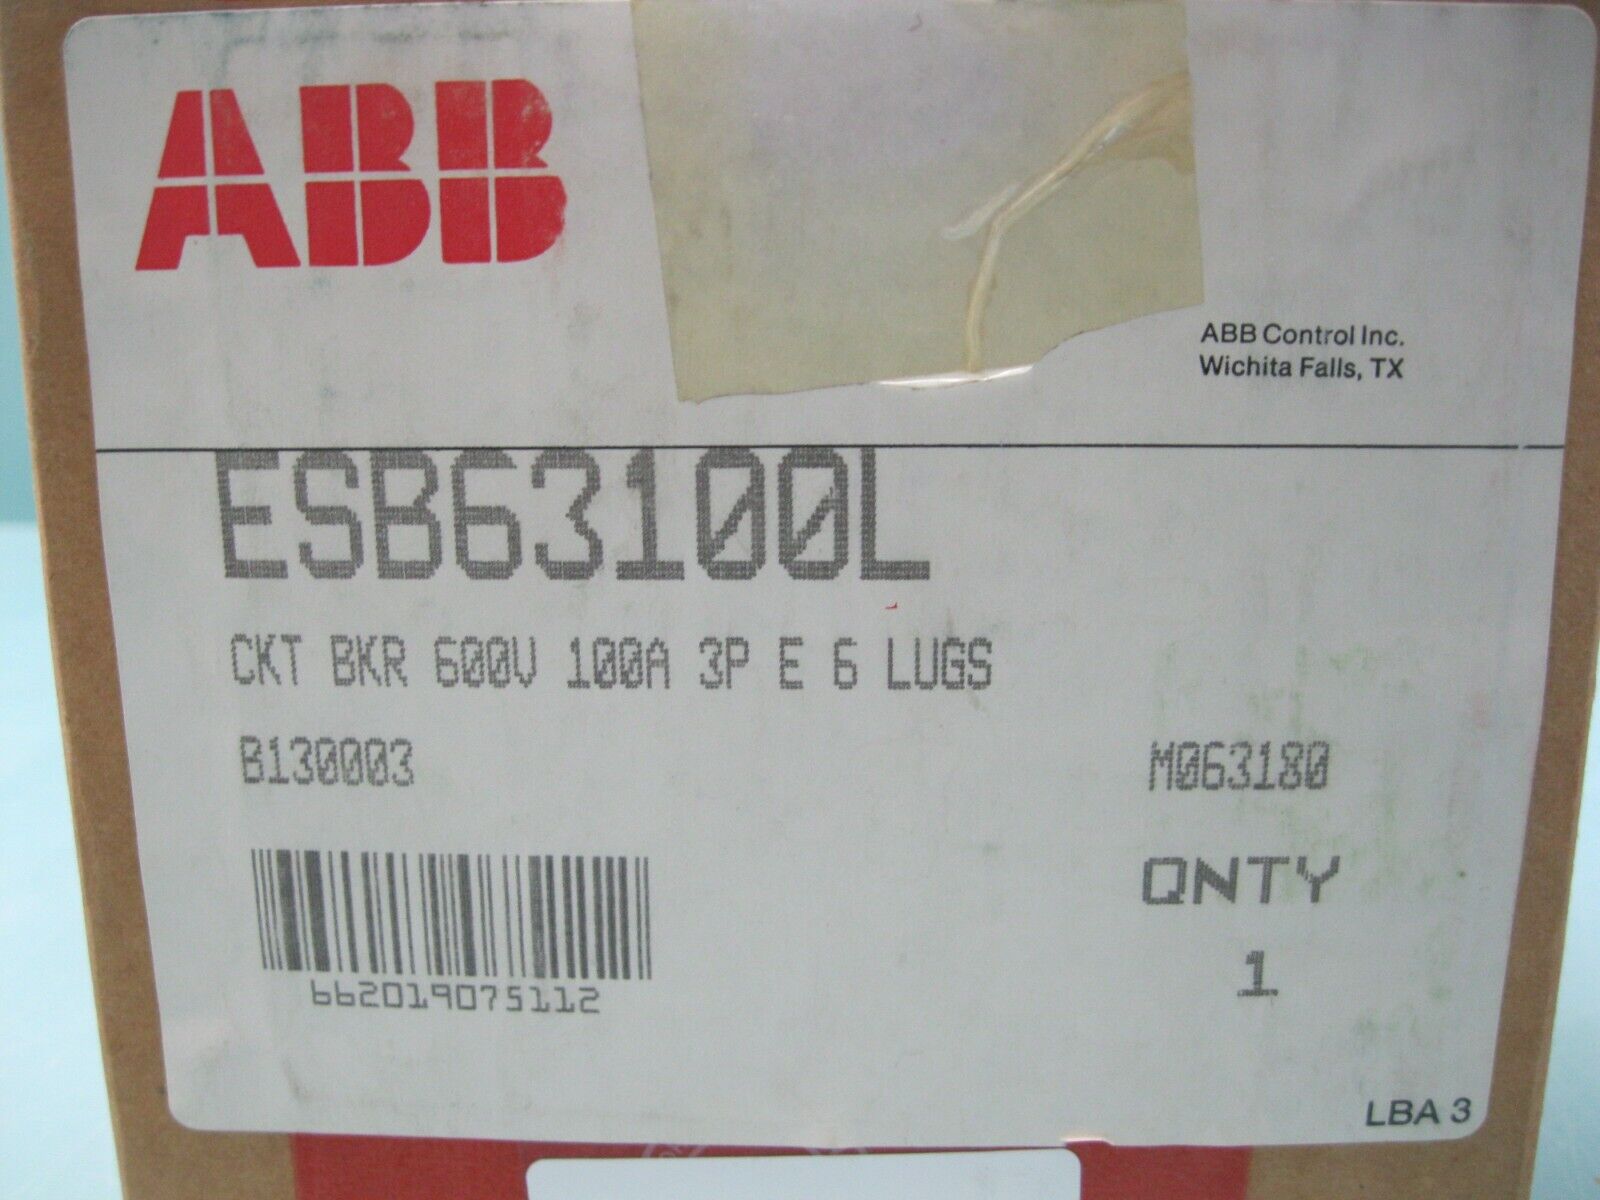 ABB
ABB Control Inc.
Wichita Falls, TX
ESB63100L
CKT BKR 600V 100A 3P E 6 LUGS
B130003
M063180
QNTY
1
662019075112
LBA 3